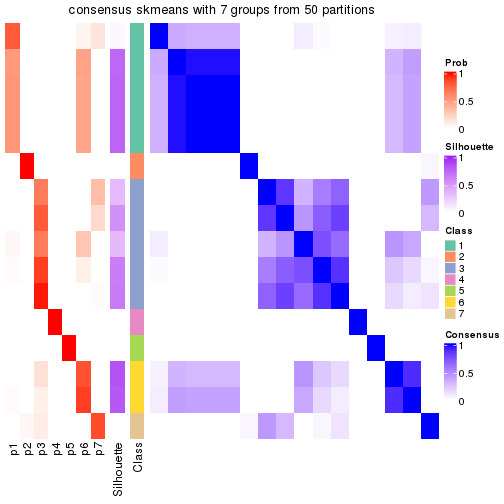 consensus skmeans with 7 groups from 50 partitions
Prob
1
0.5
0
Silhouette
1
0.5
0
Class
1
2
3
4
5
6
7
Consensus
1
0.5
0
p1
p2
p3
p4
p5
p6
p7
Silhouette
Class